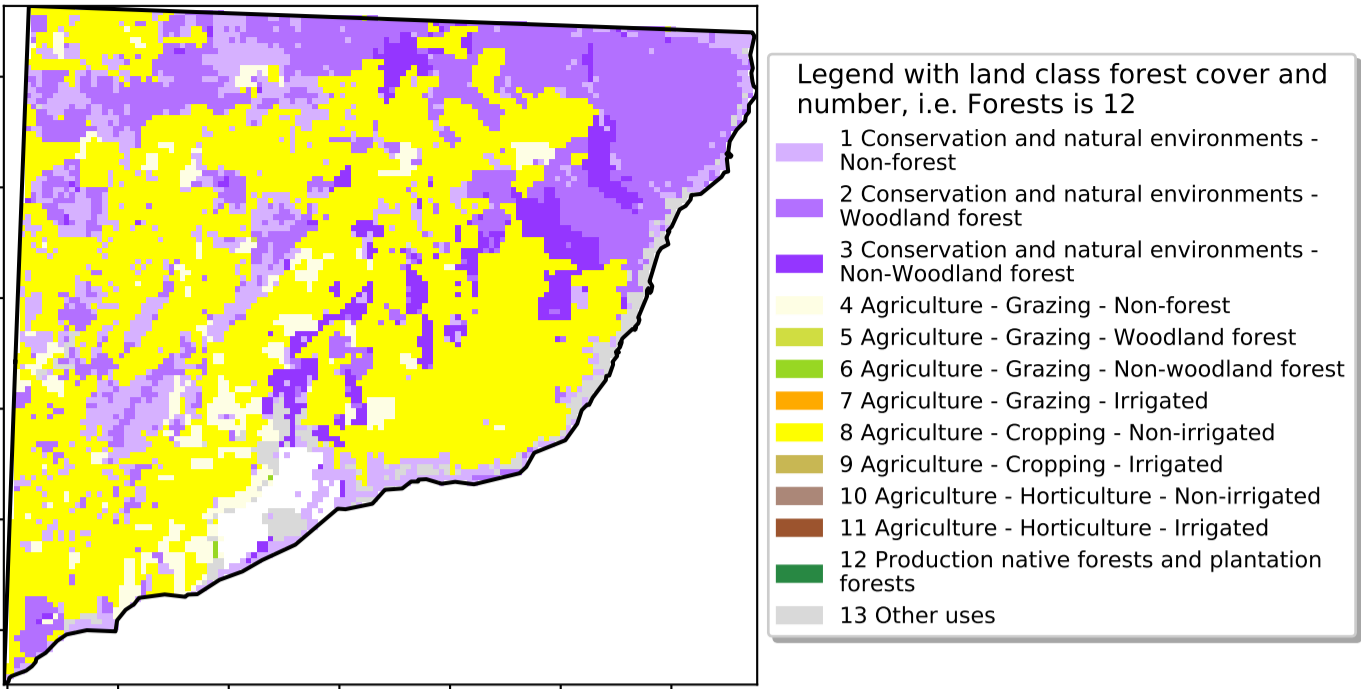 Legend with land class forest cover and
number, i.e. Forests is 12
1 Conservation and natural environments -
Non-forest
2 Conservation and natural environments -
Woodland forest
3 Conservation and natural environments -
Non-Woodland forest
4 Agriculture - Grazing - Non-forest
5 Agriculture - Grazing - Woodland forest
6 Agriculture - Grazing - Non-woodland forest
7 Agriculture - Grazing - Irrigated
8 Agriculture - Cropping - Non-irrigated
9 Agriculture - Cropping - Irrigated
10 Agriculture - Horticulture - Non-irrigated
11 Agriculture - Horticulture - Irrigated
12 Production native forests and plantation
forests
13 Other uses